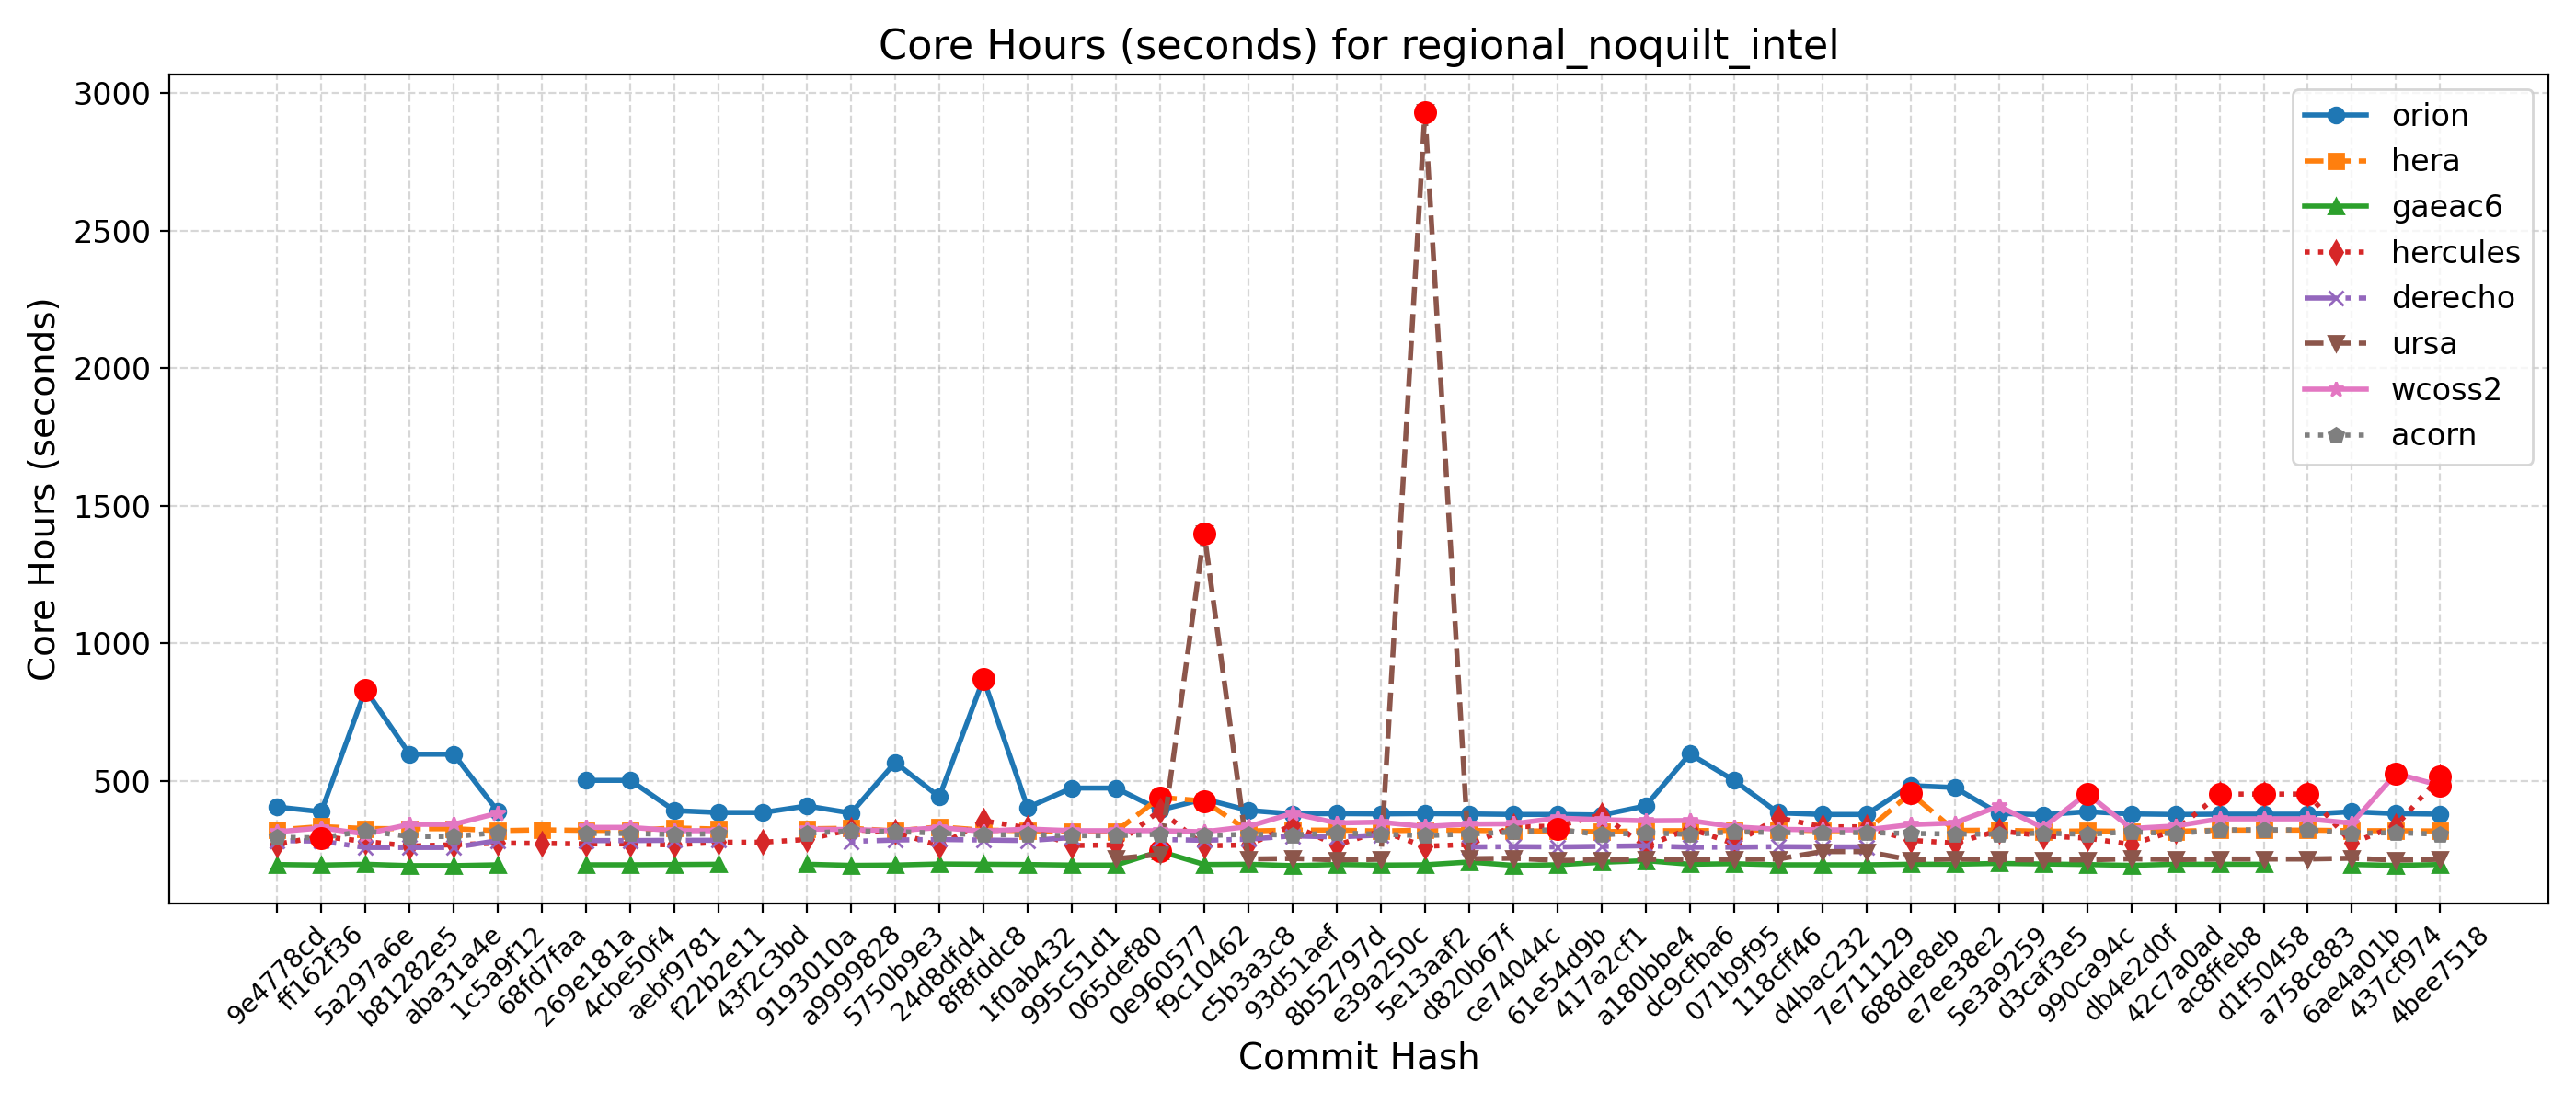 Core Hours (seconds) for regional_noquilt_intel
Core Hours (seconds)
3000
2500
2000
1500
1000
500
orion
hera
gaeac6
hercules
derecho
ursa
wcoss2
acorn
9e4778cd
ff162f36
5a297a6e
b81282e5
aba31a4e
1c5a9f12
68fd7faa
269e181a
4cbe50f4
aebf9781
f22b2e11
43f2c3bd
9193010a
a9999828
5750b9e3
24d8dfd4
8f8fddc8
1f0ab432
995c51d1
065def80
0e960577
f9c10462
c5b3a3c8
93d51aef
8b52797d
e39a250c
5e13aaf2
d820b67f
ce74044c
61e54d9b
417a2cf1
a180bbe4
dc9cfba6
071b9f95
118cff46
d4bac232
7e711129
688de8eb
e7ee38e2
5e3a9259
d3caf3e5
990ca94c
db4e2d0f
42c7a0ad
ac8ffeb8
d1f50458
a758c883
6ae4a01b
437cf974
4bee7518
Commit Hash